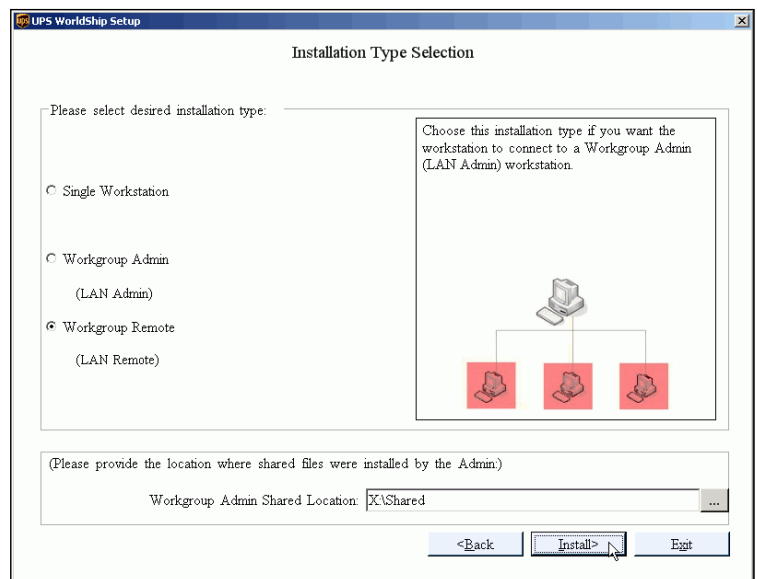 ups UPS WorldShip Setup
Installation Type Selection
Please select desired installation type:
Choose this installation type if you want the
workstation to connect to a Workgroup Admin
(LAN Admin) workstation.
Single Workstation
Workgroup Admin
(LAN Admin)
Workgroup Remote
(LAN Remote)
(Please provide the location where shared files were installed by the Admin:)
Workgroup Admin Shared Location: X:\Shared ...
<Back Install> Exit